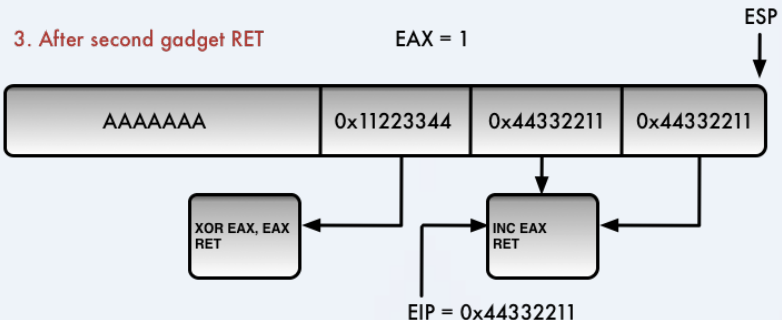 ESP
3. After second gadget RET
EAX = 1
AAAAAAA
0x11223344
0x44332211
0x44332211
XOR EAX, EAX
RET
INC EAX
RET
EIP = 0x44332211